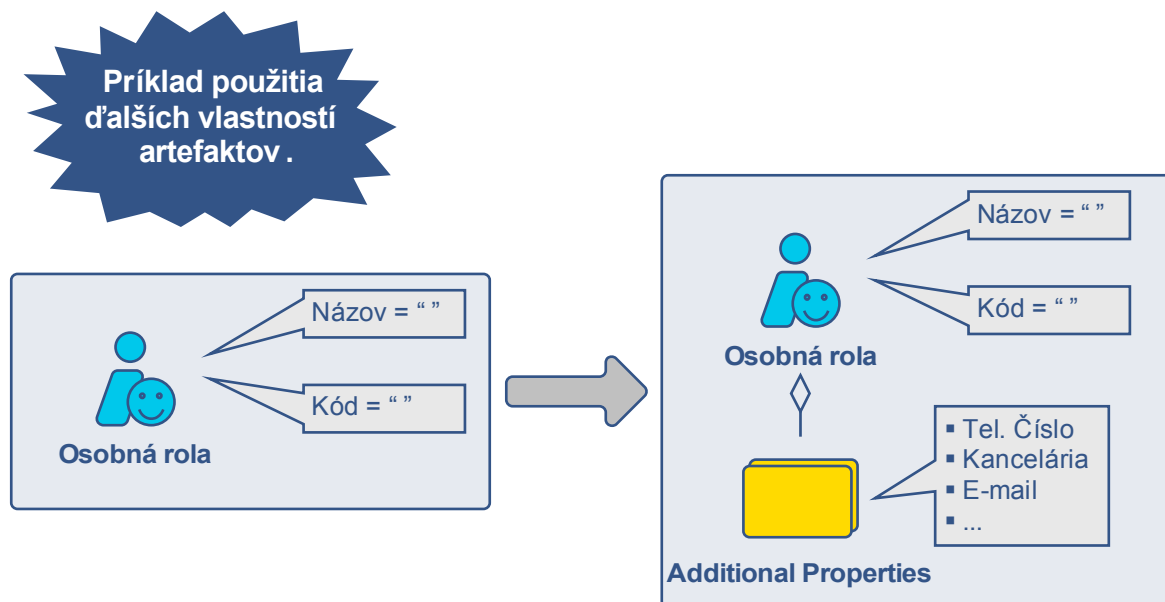 Príklad použitia
ďalších vlastností
artefaktov .
Názov = “ ”
Kód = “ ”
Osobná rola
Názov = “ ”
Kód = “ ”
Osobná rola
▪ Tel. Číslo
▪ Kancelária
▪ E-mail
▪ ...
Additional Properties